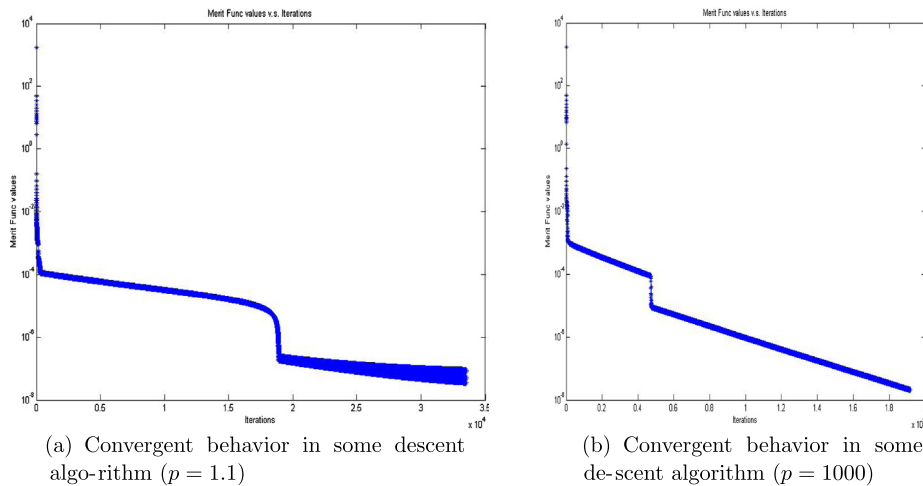 Merit Func values v.s. Iterations
10^4
10^2
10^0
10^-2
10^-4
10^-6
10^-8
Merit Func values
0 0.5 1 1.5 2 2.5 3 3.5
Iterations
x 10^4
(a) Convergent behavior in some descent
algo-rithm (p = 1.1)
Merit Func values v.s. Iterations
10^4
10^2
10^0
10^-2
10^-4
10^-6
10^-8
Merit Func values
0 0.2 0.4 0.6 0.8 1 1.2 1.4 1.6 1.8
Iterations
(b) Convergent behavior in some
de-scent algorithm (p = 1000)